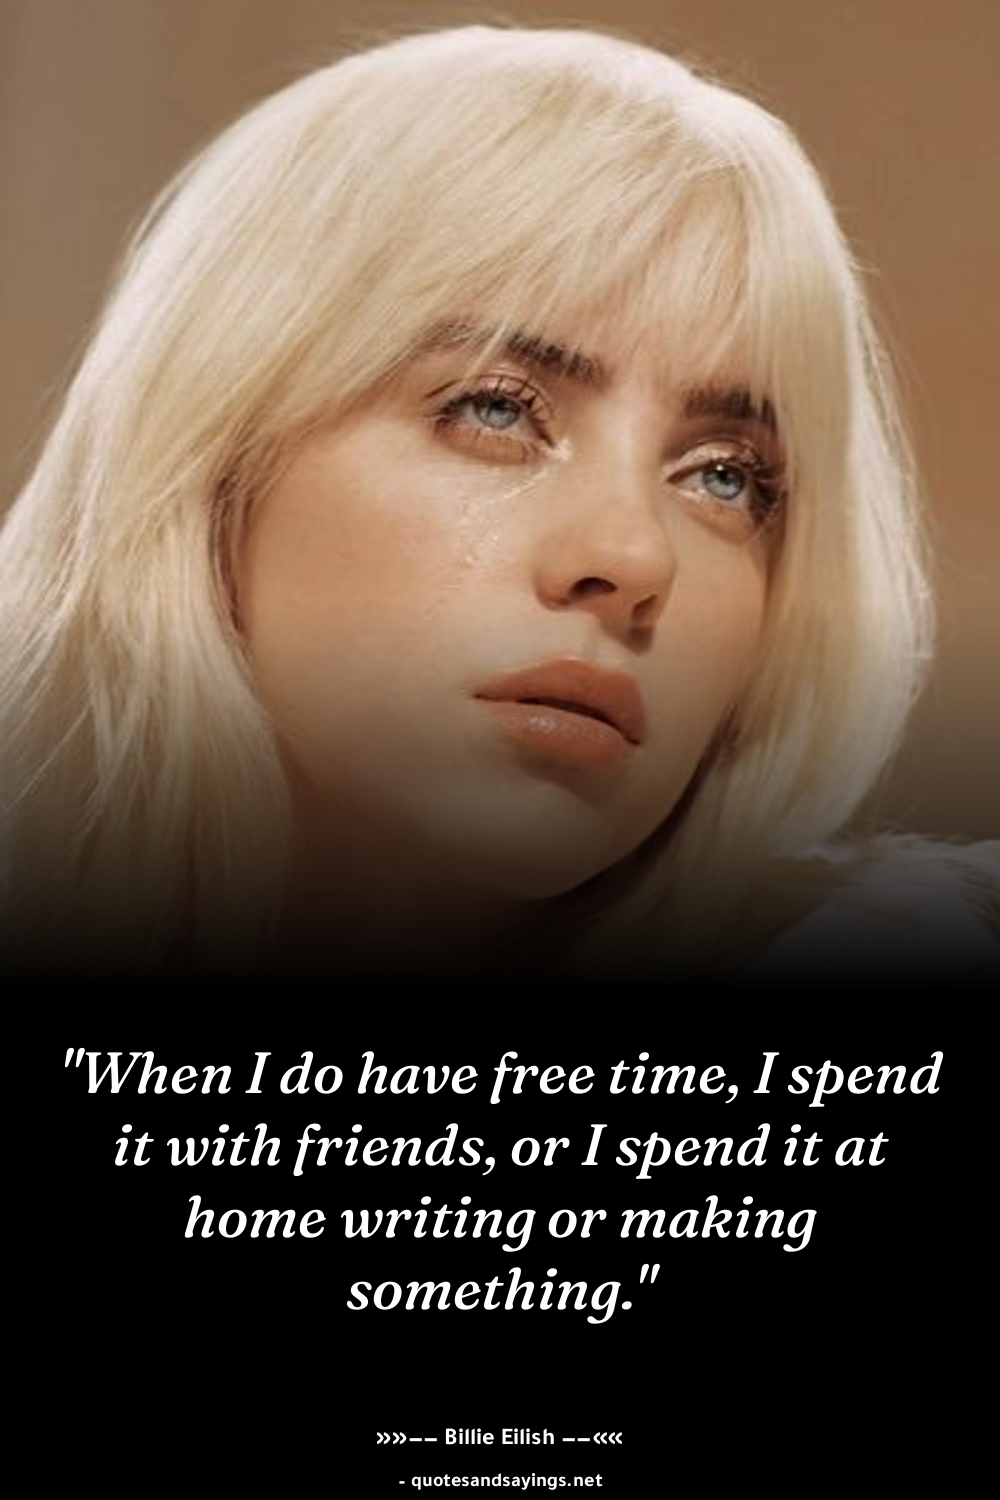 "When I do have free time, I spend
it with friends, or I spend it at
home writing or making
something."
»»–– Billie Eilish ––««
- quotesandsayings.net